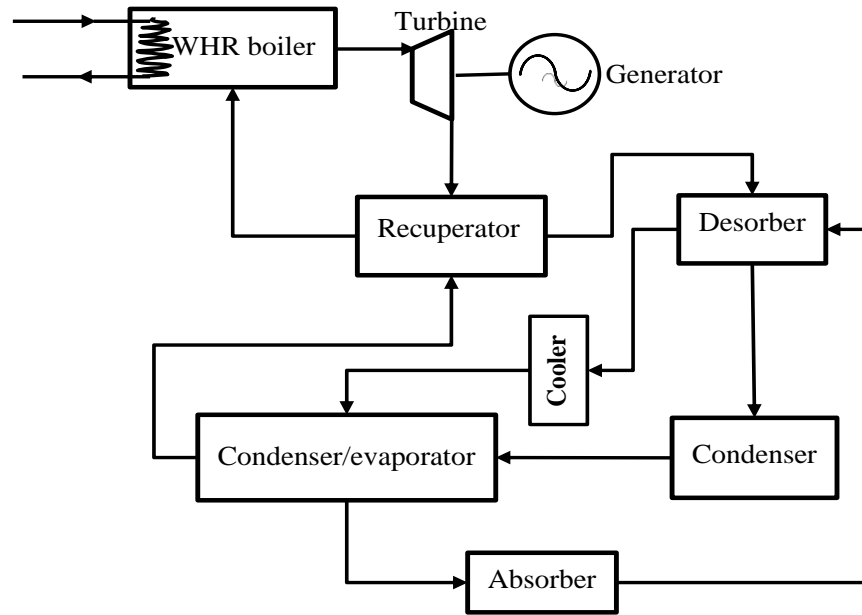 Turbine
WHR boiler
Generator
Recuperator
Desorber
Cooler
Condenser/evaporator
Condenser
Absorber